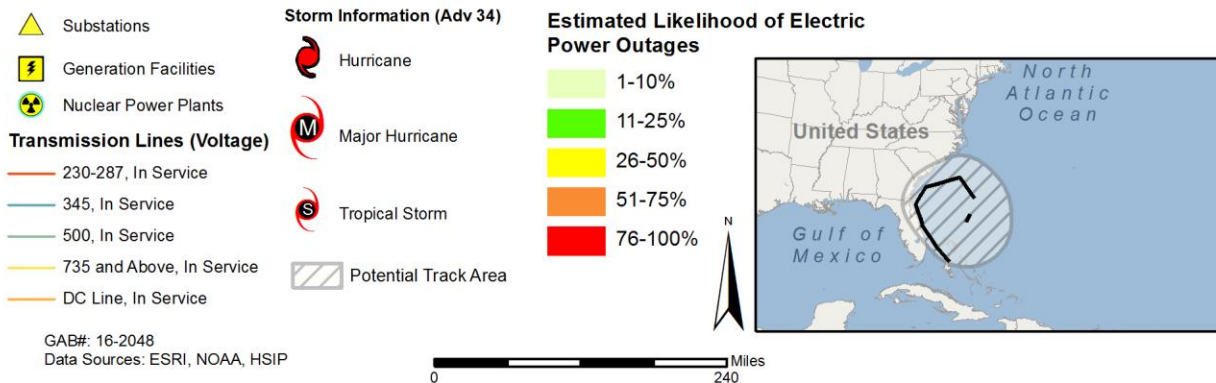 Substations
Generation Facilities
Nuclear Power Plants
Transmission Lines (Voltage)
230-287, In Service
345, In Service
500, In Service
735 and Above, In Service
DC Line, In Service
GAB#: 16-2048
Data Sources: ESRI, NOAA, HSIP
Storm Information (Adv 34)
Hurricane
M
Major Hurricane
S
Tropical Storm
Potential Track Area
Estimated Likelihood of Electric
Power Outages
1-10%
11-25%
26-50%
51-75%
76-100%
N
Miles
0
240
North
Atlantic
Ocean
United States
Gulf of
Mexico